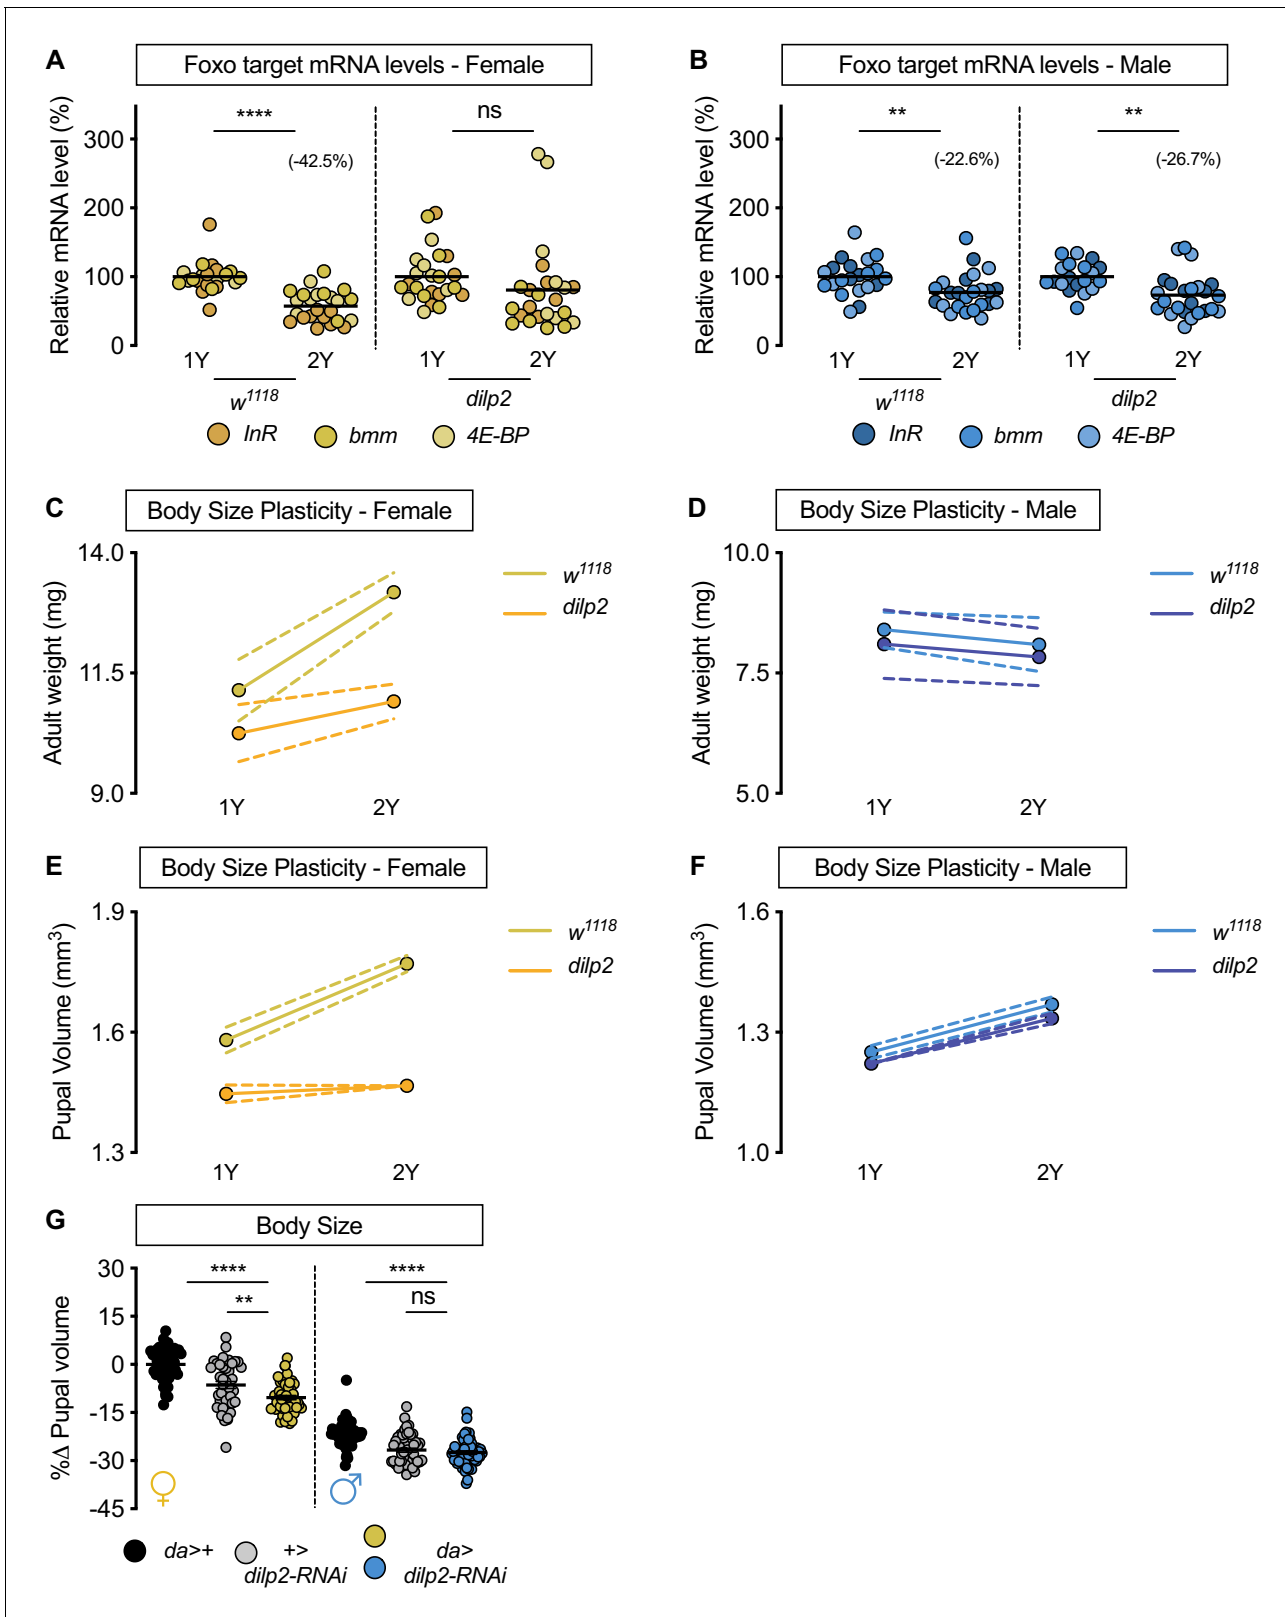 A
Foxo target mRNA levels - Female
Relative mRNA level (%)
300
200
100
0
****
(-42.5%)
ns
1Y 2Y 1Y 2Y
w1118 dilp2
InR bmm 4E-BP
B
Foxo target mRNA levels - Male
Relative mRNA level (%)
300
200
100
0
**
(-22.6%)
**
(-26.7%)
1Y 2Y 1Y 2Y
w1118 dilp2
InR bmm 4E-BP
C
Body Size Plasticity - Female
Adult weight (mg)
14.0
11.5
9.0
1Y 2Y
w1118
dilp2
D
Body Size Plasticity - Male
Adult weight (mg)
10.0
7.5
5.0
1Y 2Y
w1118
dilp2
E
Body Size Plasticity - Female
Pupal Volume (mm3)
1.9
1.6
1.3
1Y 2Y
w1118
dilp2
F
Body Size Plasticity - Male
Pupal Volume (mm3)
1.6
1.3
1.0
1Y 2Y
w1118
dilp2
G
Body Size
%Δ Pupal volume
30
15
0
-15
-30
-45
****
**
****
ns
♀ ♂
da>+ +> da>
dilp2-RNAi dilp2-RNAi